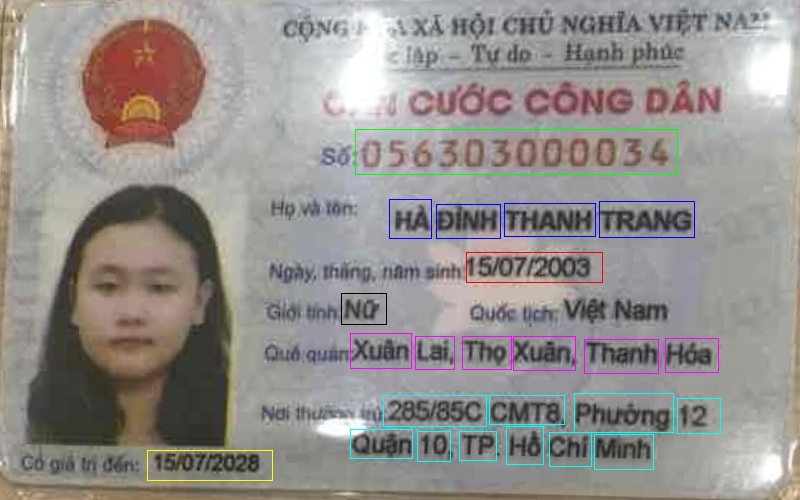 CỘNG XÃ HỘI CHỦ NGHĨA VIỆT NAM
lập - Tự do - Hạnh phúc
CĂN CƯỚC CÔNG DÂN
Số: 056303000034
Họ và tên: HÀ ĐÌNH THANH TRANG
Ngày, tháng, năm sinh: 15/07/2003
Giới tính: Nữ Quốc tịch: Việt Nam
Quê quán: Xuân Lai, Thọ Xuân, Thanh Hóa
Nơi thường trú: 285/85C CMT8, Phường 12
Quận 10, TP. Hồ Chí Minh
Có giá trị đến: 15/07/2028